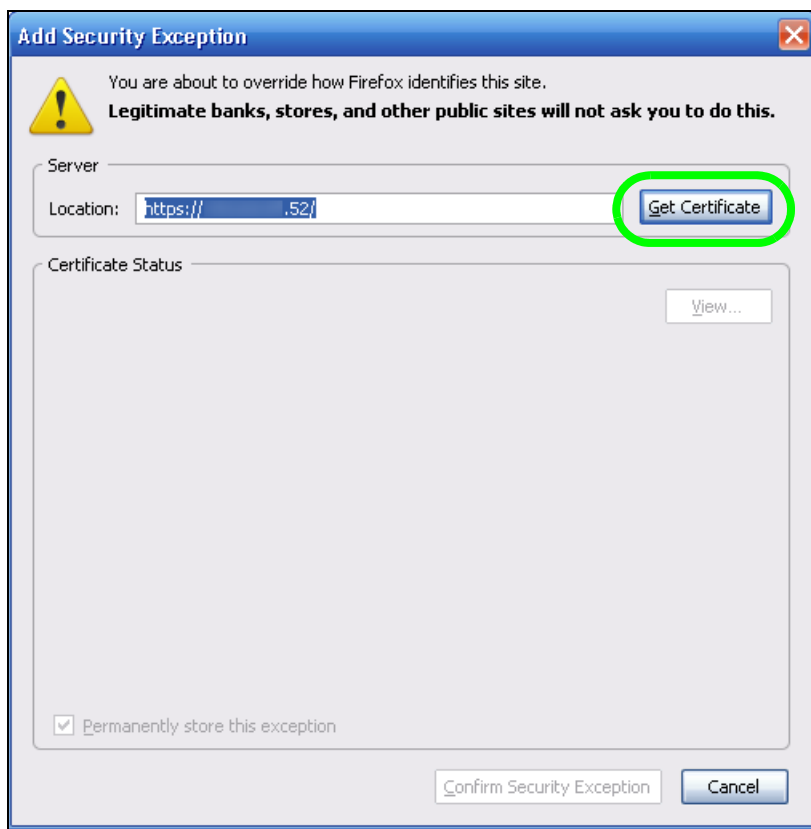 Add Security Exception
You are about to override how Firefox identifies this site.
Legitimate banks, stores, and other public sites will not ask you to do this.
Server
Location: https:// .52/ Get Certificate
Certificate Status
View...
Permanently store this exception
Confirm Security Exception Cancel